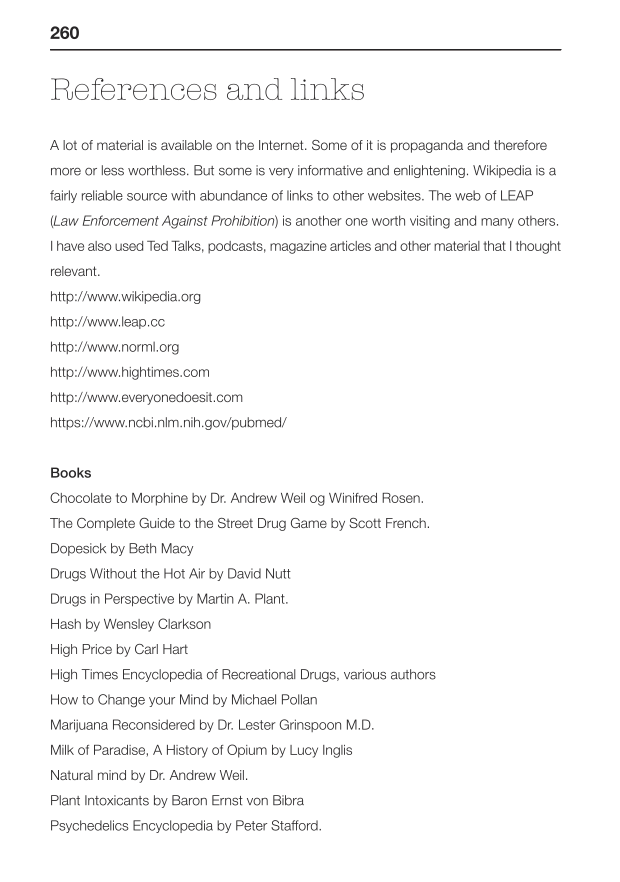 260
References and links
A lot of material is available on the Internet. Some of it is propaganda and therefore
more or less worthless. But some is very informative and enlightening. Wikipedia is a
fairly reliable source with abundance of links to other websites. The web of LEAP
(Law Enforcement Against Prohibition) is another one worth visiting and many others.
I have also used Ted Talks, podcasts, magazine articles and other material that I thought
relevant.
http://www.wikipedia.org
http://www.leap.cc
http://www.norml.org
http://www.hightimes.com
http://www.everyonedoesit.com
https://www.ncbi.nlm.nih.gov/pubmed/
Books
Chocolate to Morphine by Dr. Andrew Weil og Winifred Rosen.
The Complete Guide to the Street Drug Game by Scott French.
Dopesick by Beth Macy
Drugs Without the Hot Air by David Nutt
Drugs in Perspective by Martin A. Plant.
Hash by Wensley Clarkson
High Price by Carl Hart
High Times Encyclopedia of Recreational Drugs, various authors
How to Change your Mind by Michael Pollan
Marijuana Reconsidered by Dr. Lester Grinspoon M.D.
Milk of Paradise, A History of Opium by Lucy Inglis
Natural mind by Dr. Andrew Weil.
Plant Intoxicants by Baron Ernst von Bibra
Psychedelics Encyclopedia by Peter Stafford.